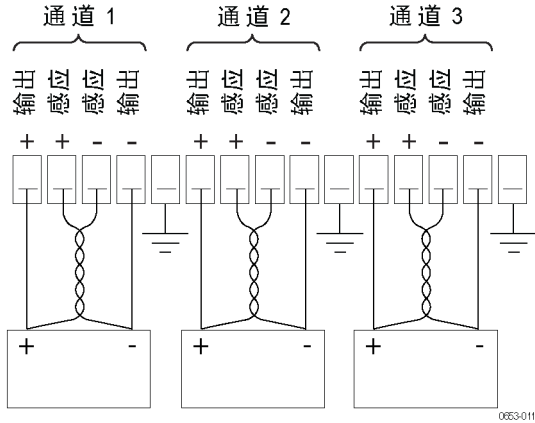 通道 1 通道 2 通道 3
输出 感应 感应 输出 输出 感应 感应 输出 输出 感应 感应 输出
+ + - - + + - - + + - -
+ - + - + -
0653-011